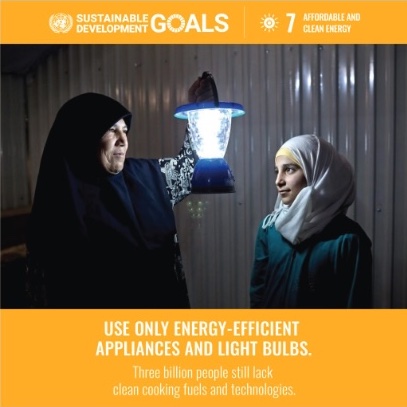 SUSTAINABLE
DEVELOPMENT
GOALS
7
AFFORDABLE AND
CLEAN ENERGY
USE ONLY ENERGY-EFFICIENT
APPLIANCES AND LIGHT BULBS.
Three billion people still lack
clean cooking fuels and technologies.